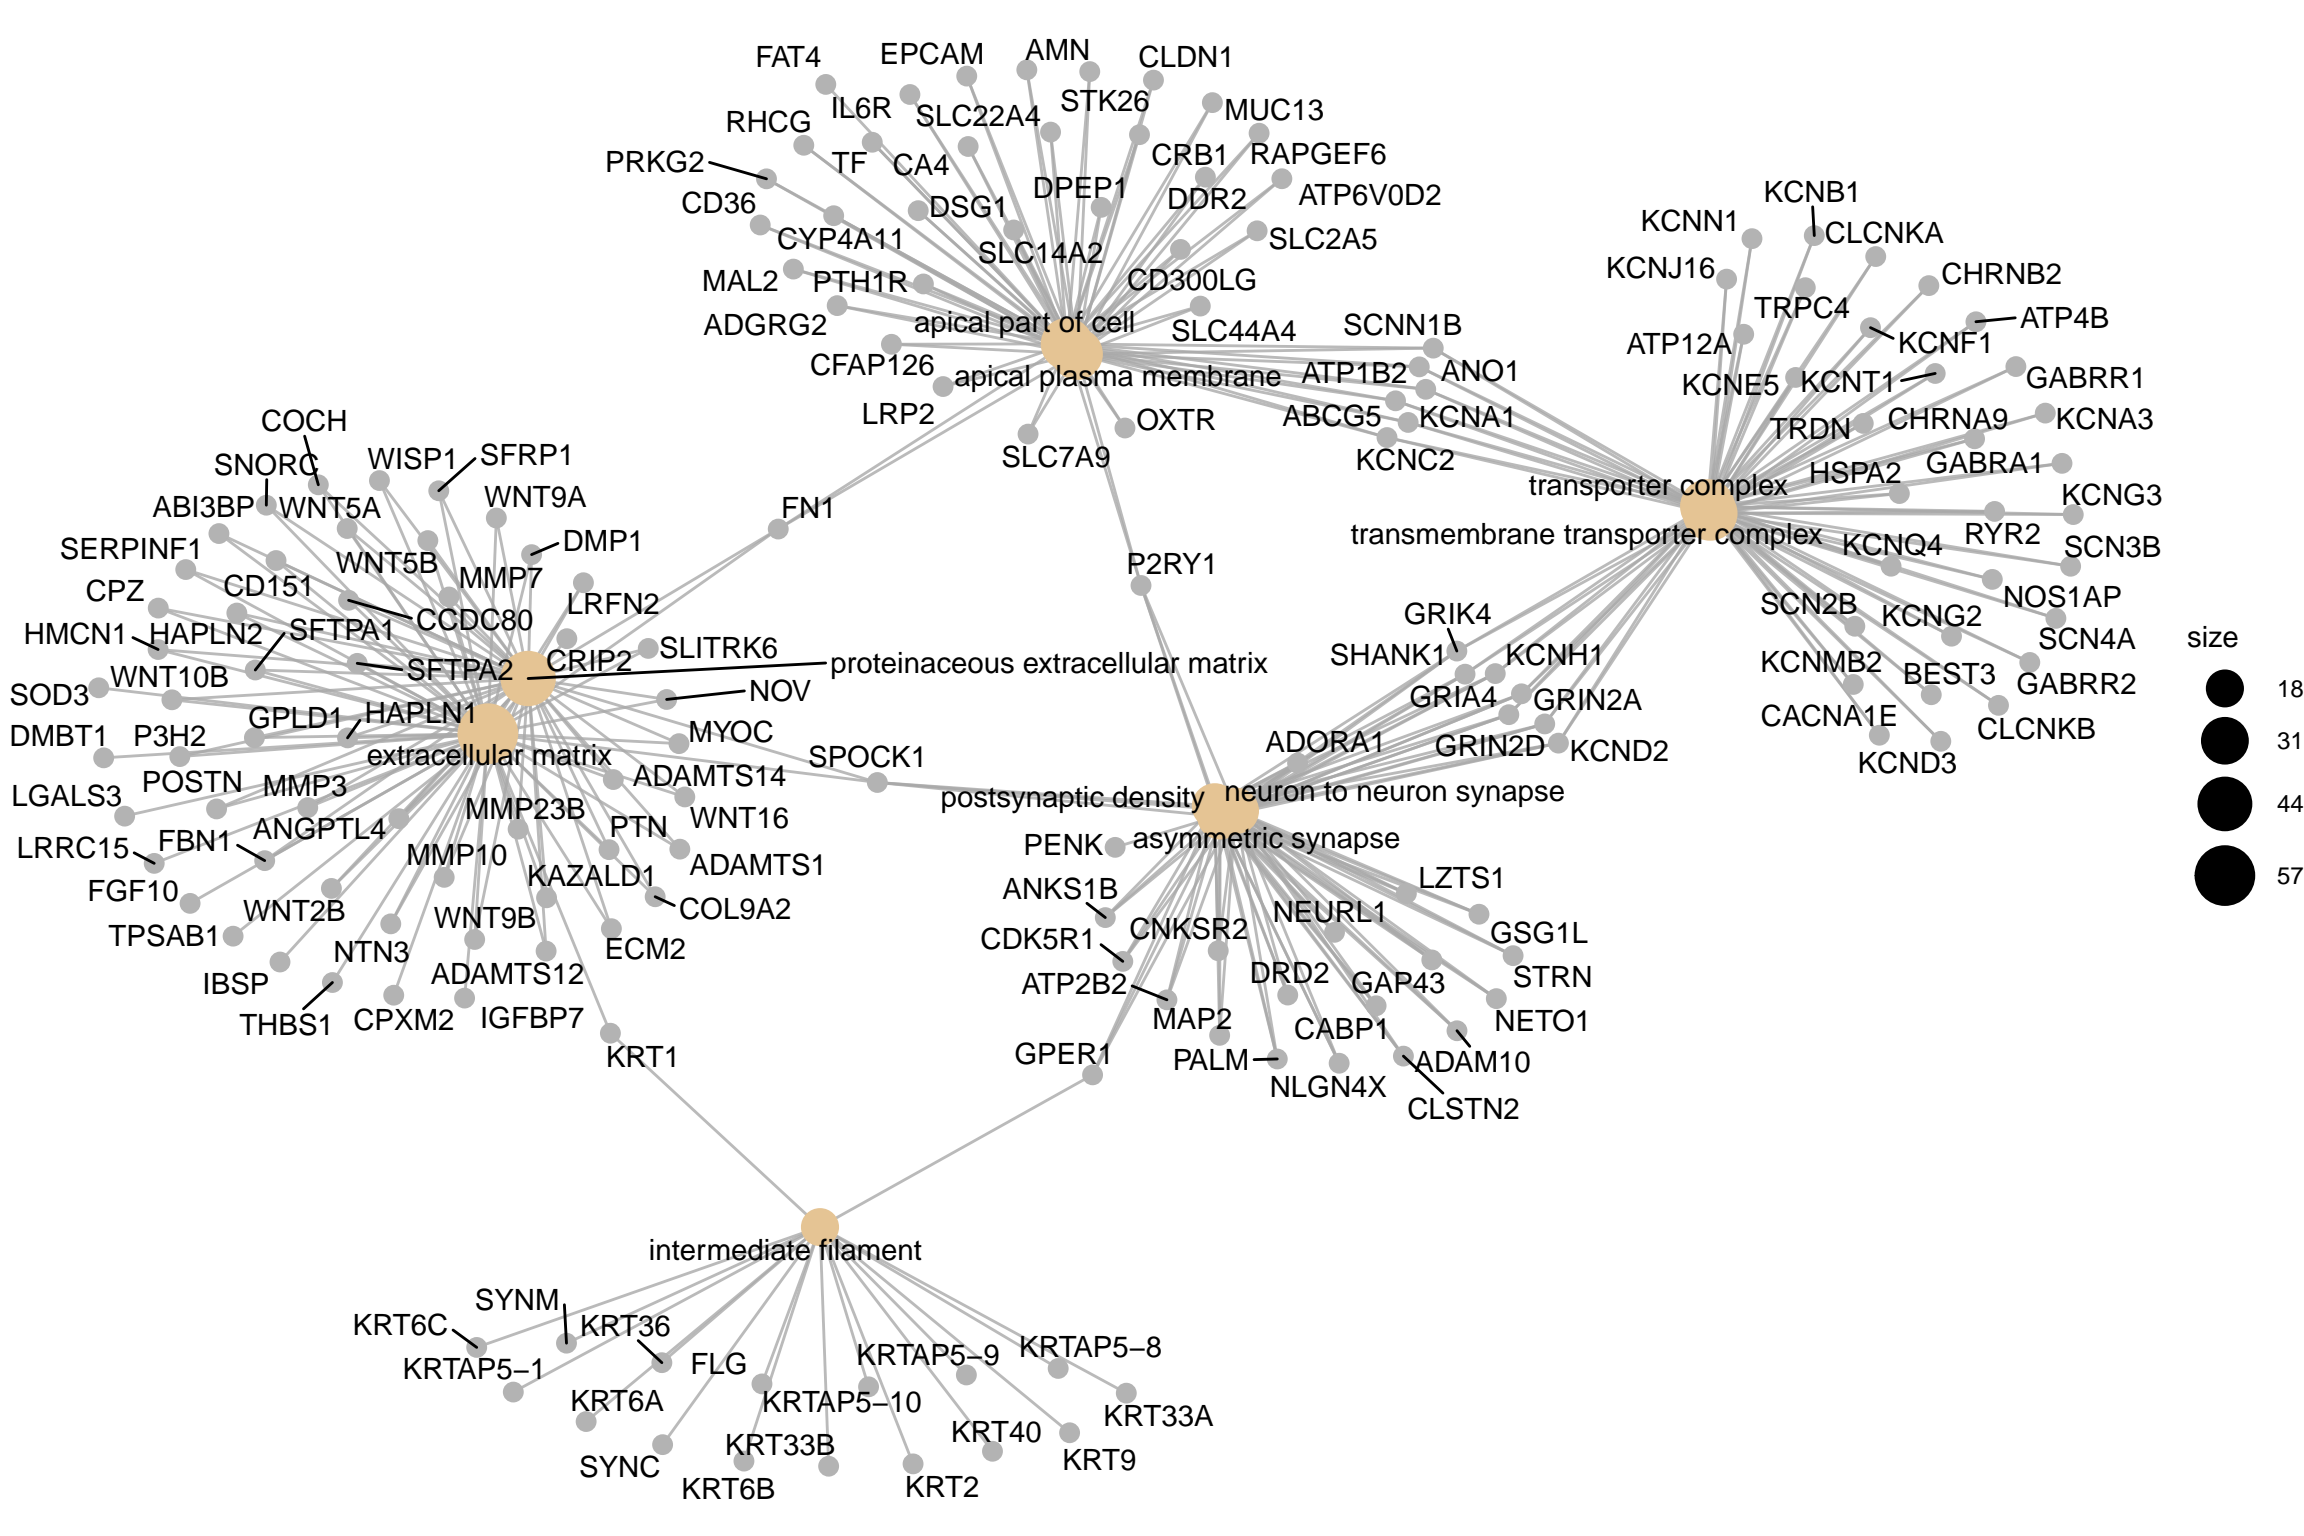 FAT4
EPCAM
AMN
CLDN1
IL6R
SLC22A4
STK26
MUC13
RHCG
PRKG2
TF
CA4
CRB1
RAPGEF6
DPEP1
DDR2
ATP6V0D2
CD36
DSG1
CYP4A11
SLC14A2
SLC2A5
MAL2
PTH1R
CD300LG
ADGRG2
apical part of cell
SLC44A4
SCNN1B
CFAP126
apical plasma membrane
ATP1B2
ANO1
LRP2
OXTR
ABCG5
KCNA1
SLC7A9
KCNC2
KCNB1
KCNN1
CLCNKA
KCNJ16
CHRNB2
TRPC4
ATP4B
ATP12A
KCNF1
KCNE5
KCNT1
GABRR1
TRDN
CHRNA9
KCNA3
HSPA2
GABRA1
transporter complex
KCNG3
transmembrane transporter complex
KCNQ4
RYR2
SCN3B
NOS1AP
SCN2B
KCNG2
SCN4A
KCNMB2
BEST3
GABRR2
CACNA1E
CLCNKB
KCND3
COCH
SNORC
WISP1
SFRP1
ABI3BP
WNT5A
WNT9A
FN1
SERPINF1
WNT5B
DMP1
CPZ
CD151
MMP7
P2RY1
HMCN1
HAPLN2
SFTPA1
CCDC80
LRFN2
GRIK4
WNT10B
SFTPA2
CRIP2
SLITRK6
proteinaceous extracellular matrix
SHANK1
KCNH1
SOD3
NOV
GRIA4
GRIN2A
DMBT1
P3H2
GPLD1
HAPLN1
MYOC
ADORA1
GRIN2D
KCND2
extracellular matrix
SPOCK1
LGALS3
POSTN
MMP3
ADAMTS14
postsynaptic density
neuron to neuron synapse
LRRC15
FBN1
ANGPTL4
MMP23B
PTN
WNT16
PENK
asymmetric synapse
FGF10
MMP10
KAZALD1
ADAMTS1
ANKS1B
LZTS1
TPSAB1
WNT2B
WNT9B
COL9A2
CDK5R1
CNKSR2
NEURL1
GSG1L
IBSP
NTN3
ADAMTS12
ECM2
ATP2B2
DRD2
GAP43
STRN
THBS1
CPXM2
IGFBP7
MAP2
CABP1
NETO1
KRT1
GPER1
PALM
ADAM10
NLGN4X
CLSTN2
intermediate filament
SYNM
KRT6C
KRT36
KRTAP5−1
FLG
KRTAP5−9
KRTAP5−8
KRT6A
KRTAP5−10
KRT33A
SYNC
KRT33B
KRT40
KRT9
KRT6B
KRT2
size
18
31
44
57